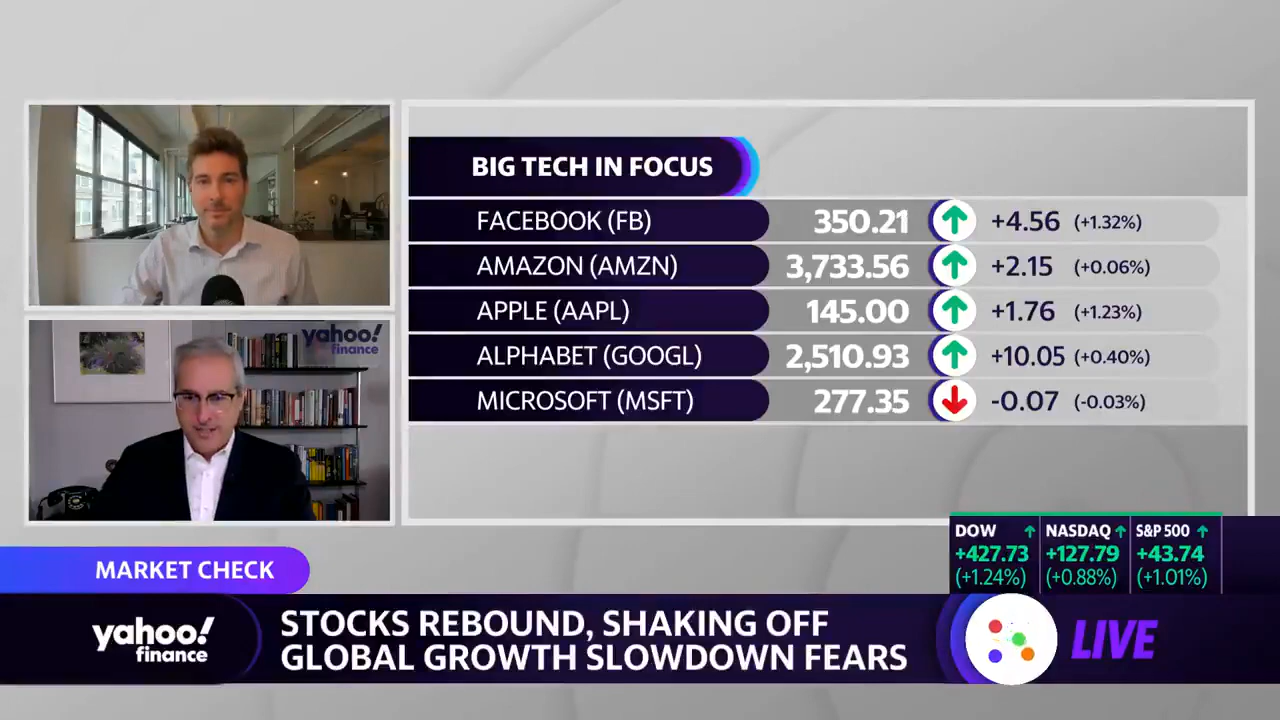 BIG TECH IN FOCUS
FACEBOOK (FB) 350.21 +4.56 (+1.32%)
AMAZON (AMZN) 3,733.56 +2.15 (+0.06%)
APPLE (AAPL) 145.00 +1.76 (+1.23%)
ALPHABET (GOOGL) 2,510.93 +10.05 (+0.40%)
MICROSOFT (MSFT) 277.35 -0.07 (-0.03%)
yahoo!
finance
DOW NASDAQ S&P 500
+427.73 +127.79 +43.74
(+1.24%) (+0.88%) (+1.01%)
MARKET CHECK
yahoo!
finance
STOCKS REBOUND, SHAKING OFF
GLOBAL GROWTH SLOWDOWN FEARS
LIVE